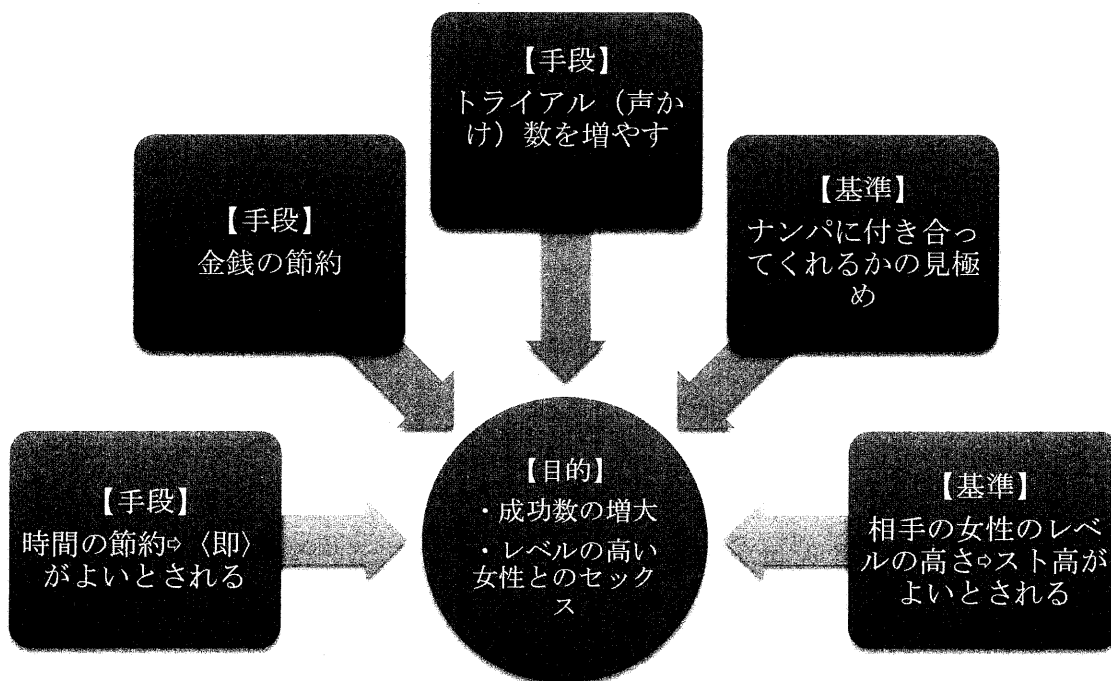 【手段】
トライアル（声か
け）数を増やす
【手段】
金銭の節約
【基準】
ナンパに付き合っ
てくれるかの見極
め
【手段】
時間の節約⇨〈即〉
がよいとされる
【目的】
・成功数の増大
・レベルの高い
女性とのセック
ス
【基準】
相手の女性のレベ
ルの高さ⇨スト高が
よいとされる